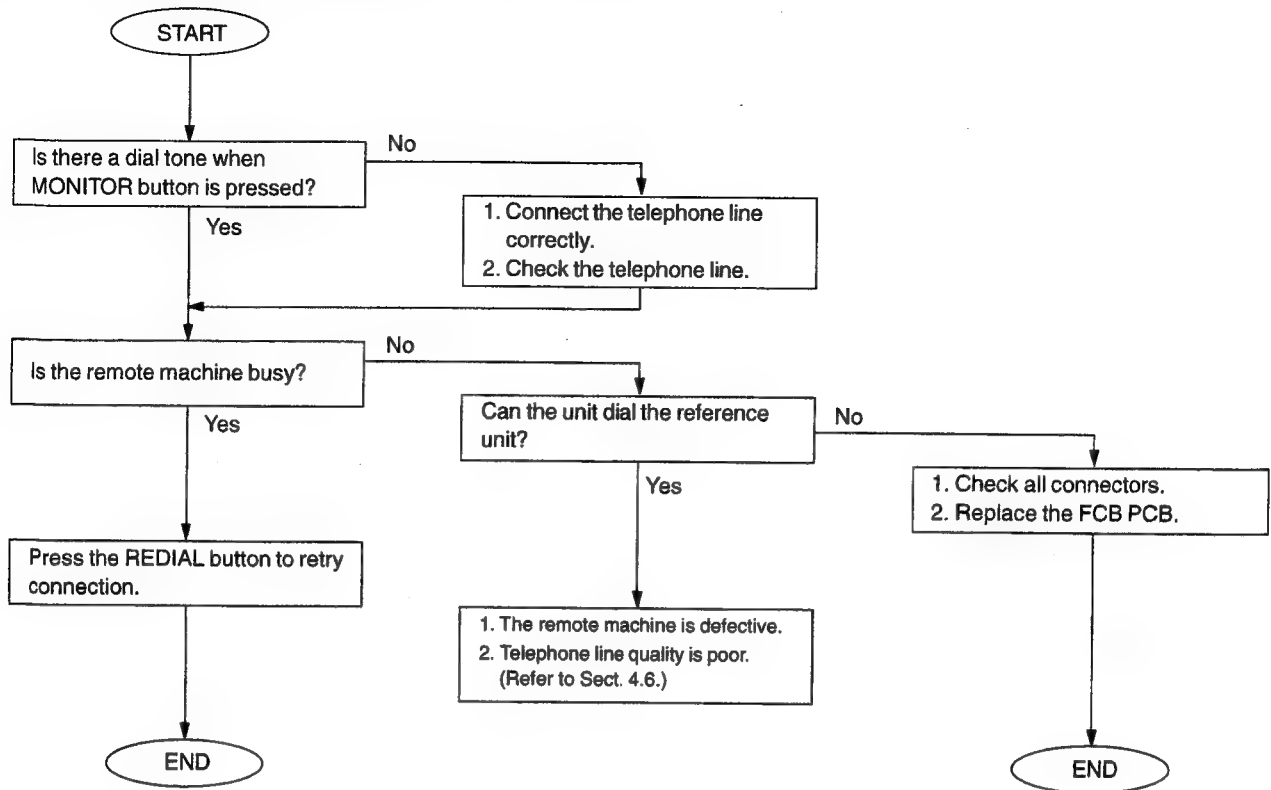 START
Is there a dial tone when
MONITOR button is pressed?
No
Yes
1. Connect the telephone line
correctly.
2. Check the telephone line.
Is the remote machine busy?
No
Yes
Can the unit dial the reference
unit?
No
Yes
1. Check all connectors.
2. Replace the FCB PCB.
Press the REDIAL button to retry
connection.
1. The remote machine is defective.
2. Telephone line quality is poor.
(Refer to Sect. 4.6.)
END
END